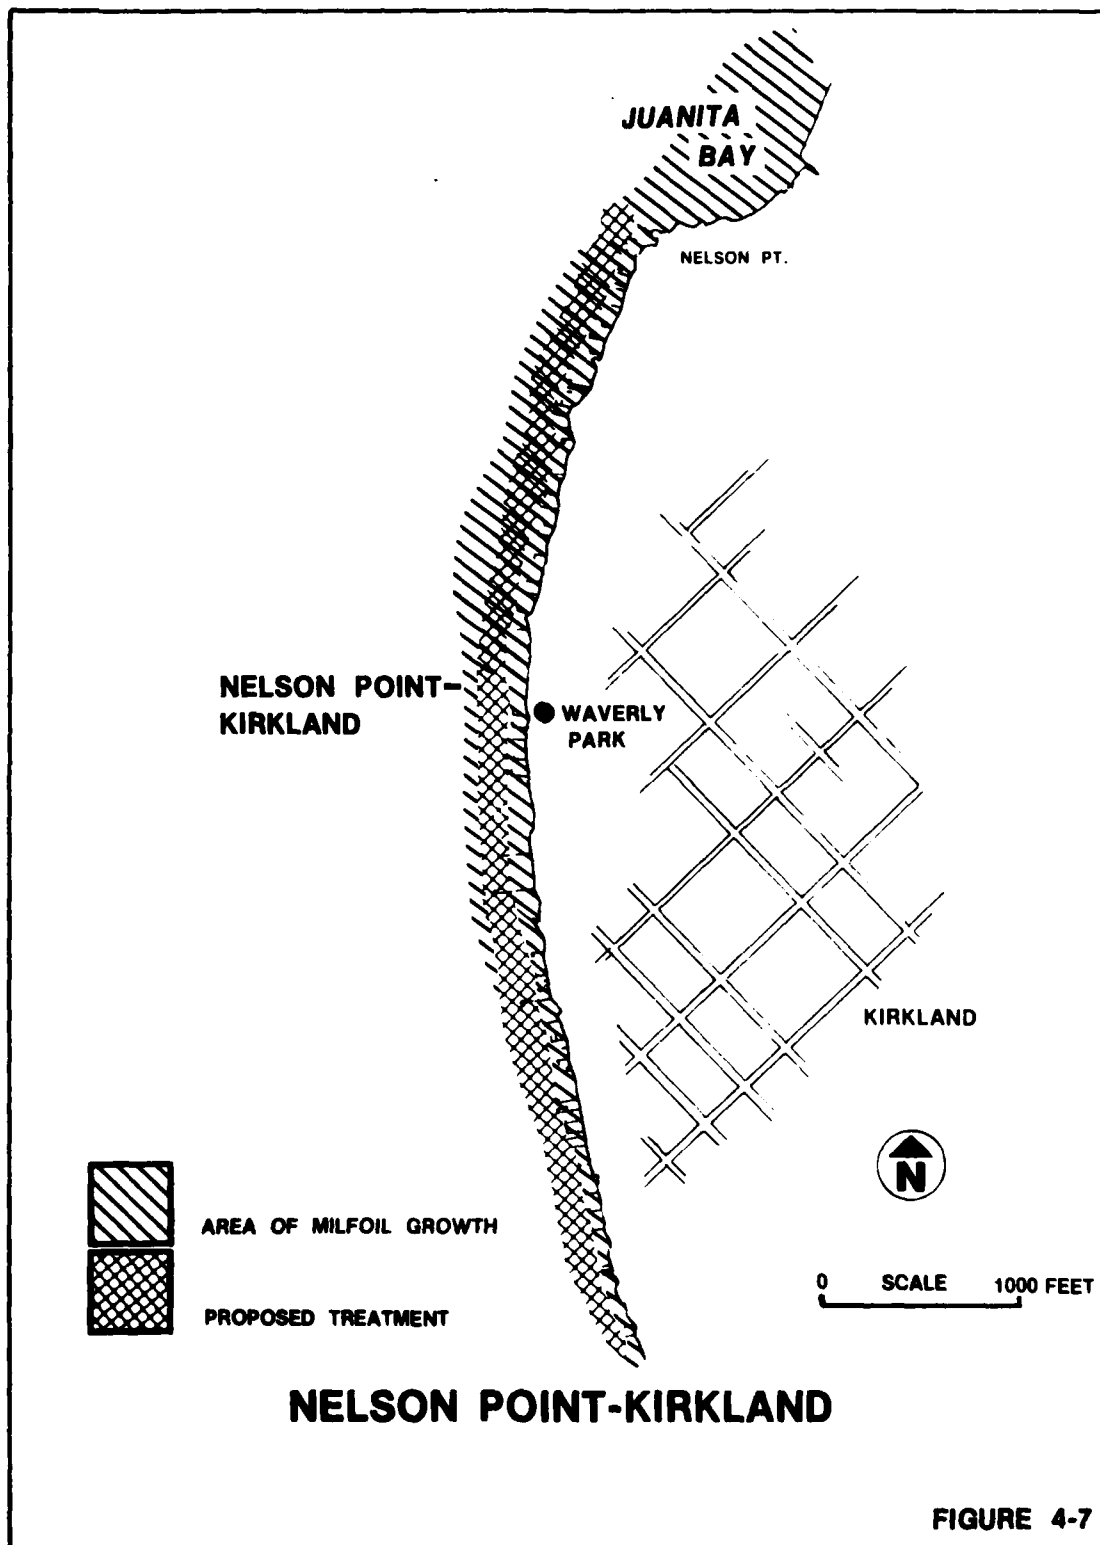 JUANITA
BAY
NELSON PT.
NELSON POINT-
KIRKLAND
WAVERLY
PARK
KIRKLAND
N
AREA OF MILFOIL GROWTH
PROPOSED TREATMENT
0 SCALE 1000 FEET
NELSON POINT-KIRKLAND
FIGURE 4-7